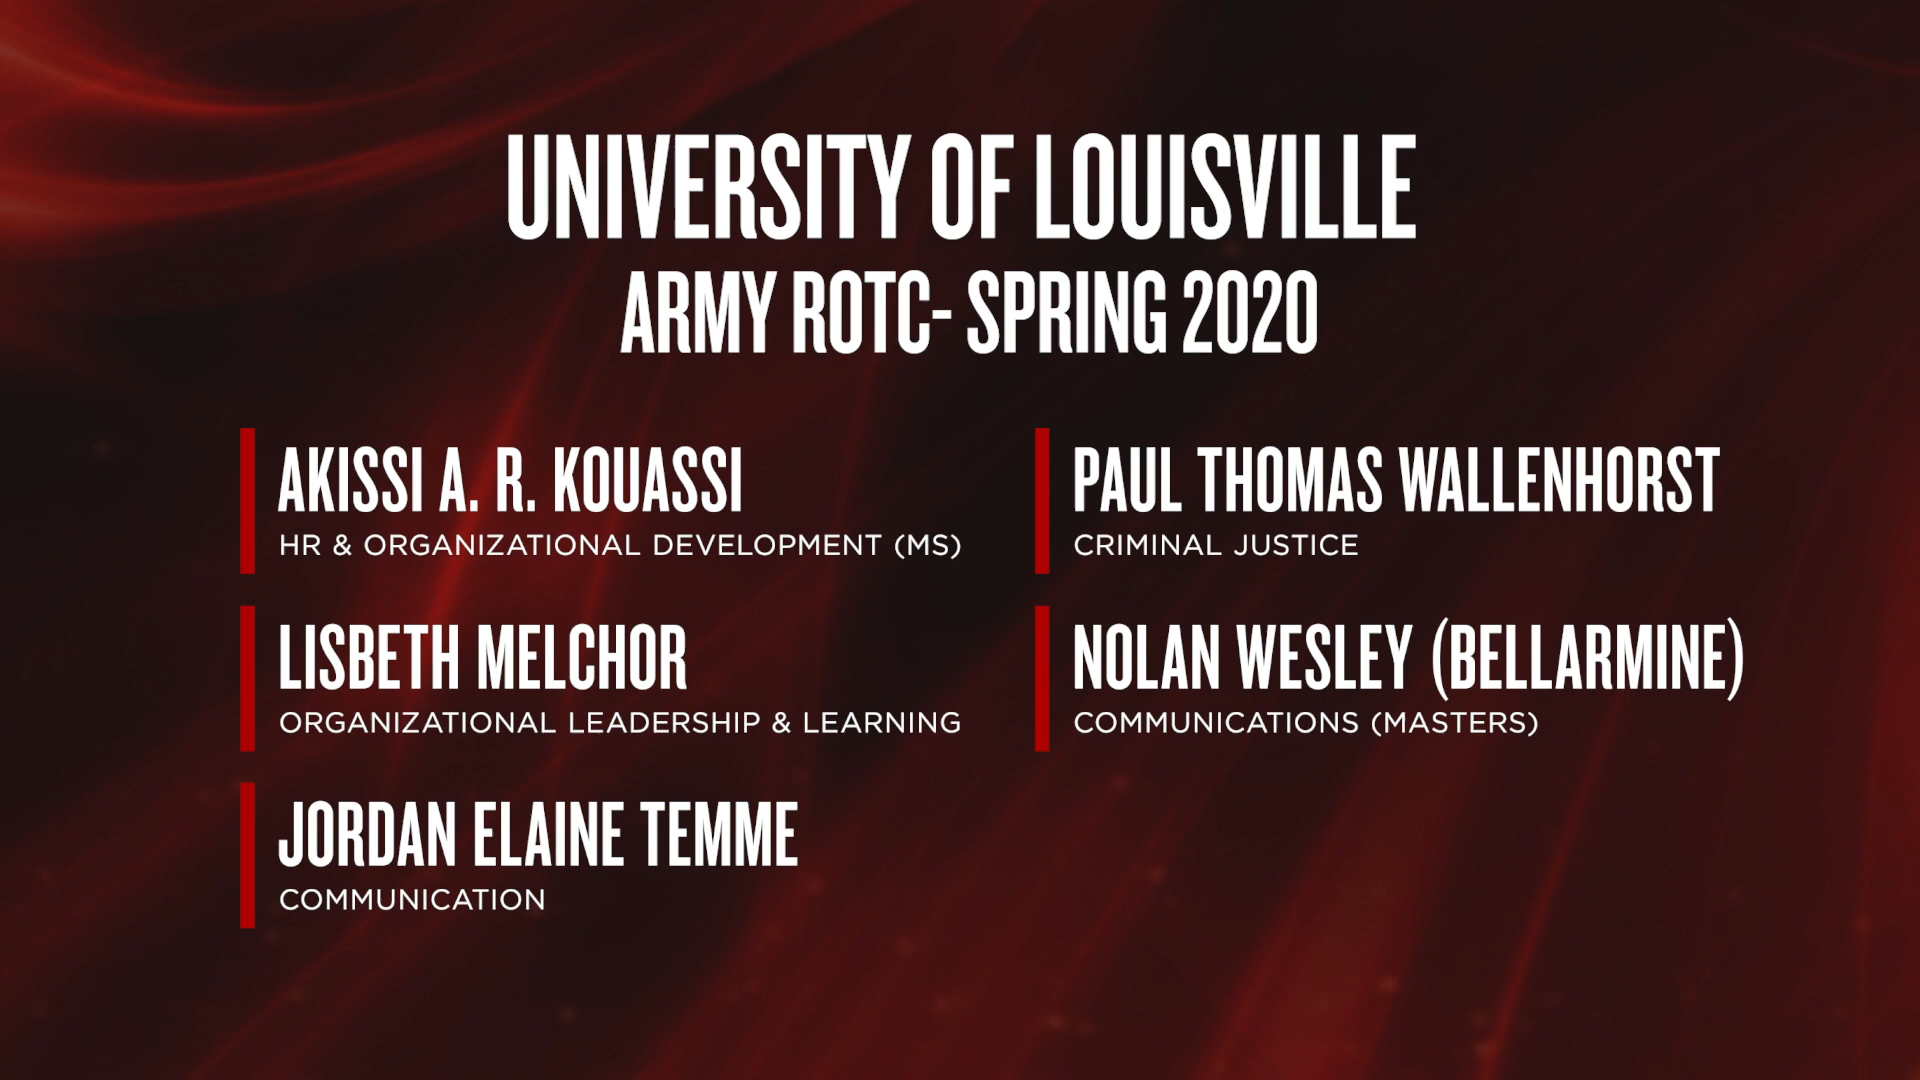 UNIVERSITY OF LOUISVILLE
ARMY ROTC- SPRING 2020
AKISSI A. R. KOUASSI
HR & ORGANIZATIONAL DEVELOPMENT (MS)
LISBETH MELCHOR
ORGANIZATIONAL LEADERSHIP & LEARNING
JORDAN ELAINE TEMME
COMMUNICATION
PAUL THOMAS WALLENHORST
CRIMINAL JUSTICE
NOLAN WESLEY (BELLARMINE)
COMMUNICATIONS (MASTERS)